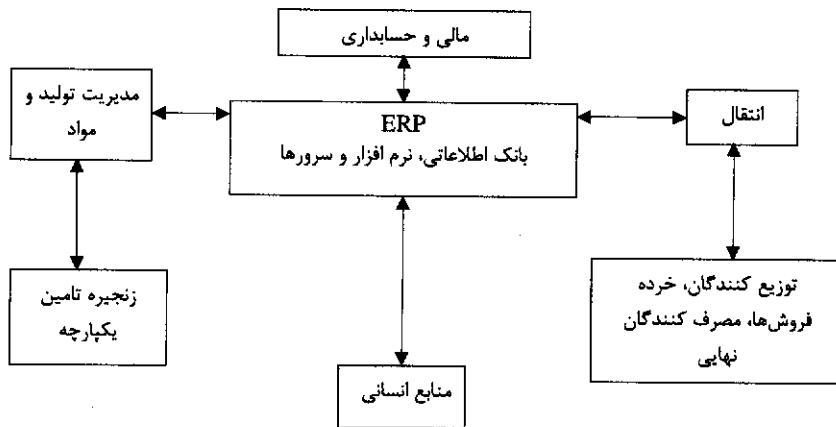 مالی و حسابداری
مدیریت تولید و
مواد
ERP
بانک اطلاعاتی، نرم افزار و سرورها
انتقال
زنجیره تامین
یکپارچه
توزیع کنندگان، خرده
فروش‌ها، مصرف کنندگان
نهایی
منابع انسانی